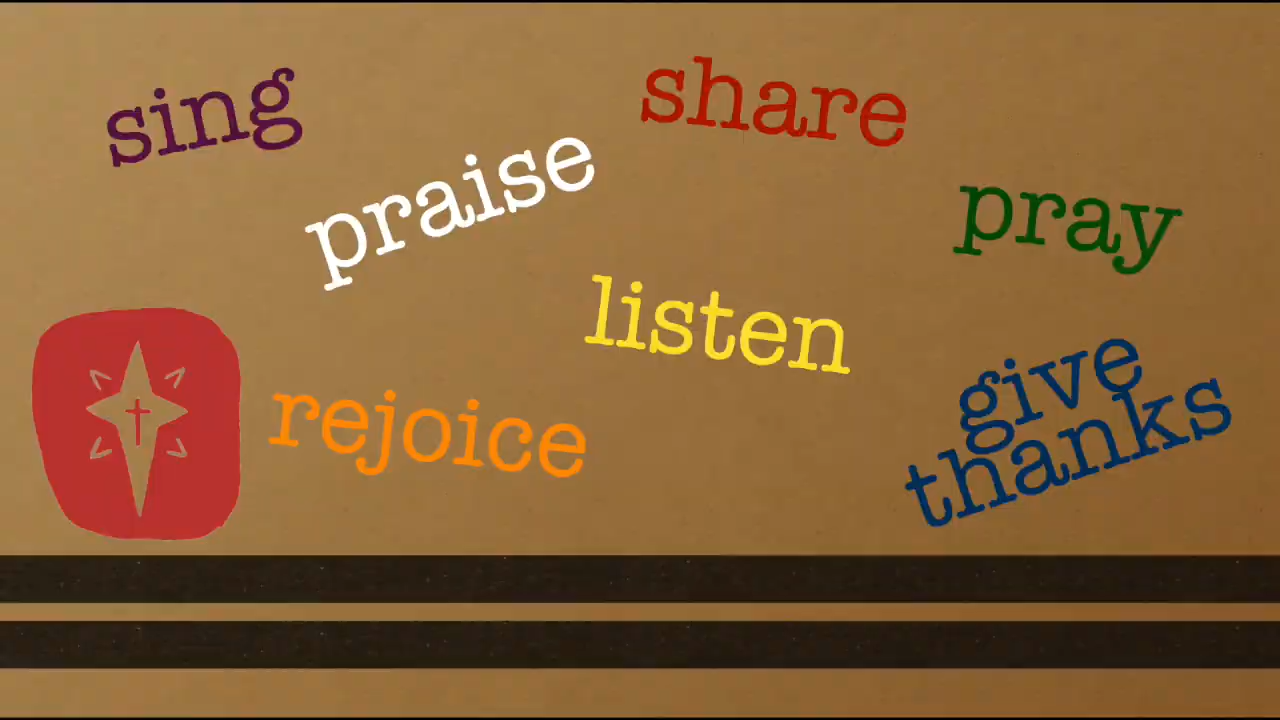 sing
share
praise
pray
listen
give
thanks
rejoice